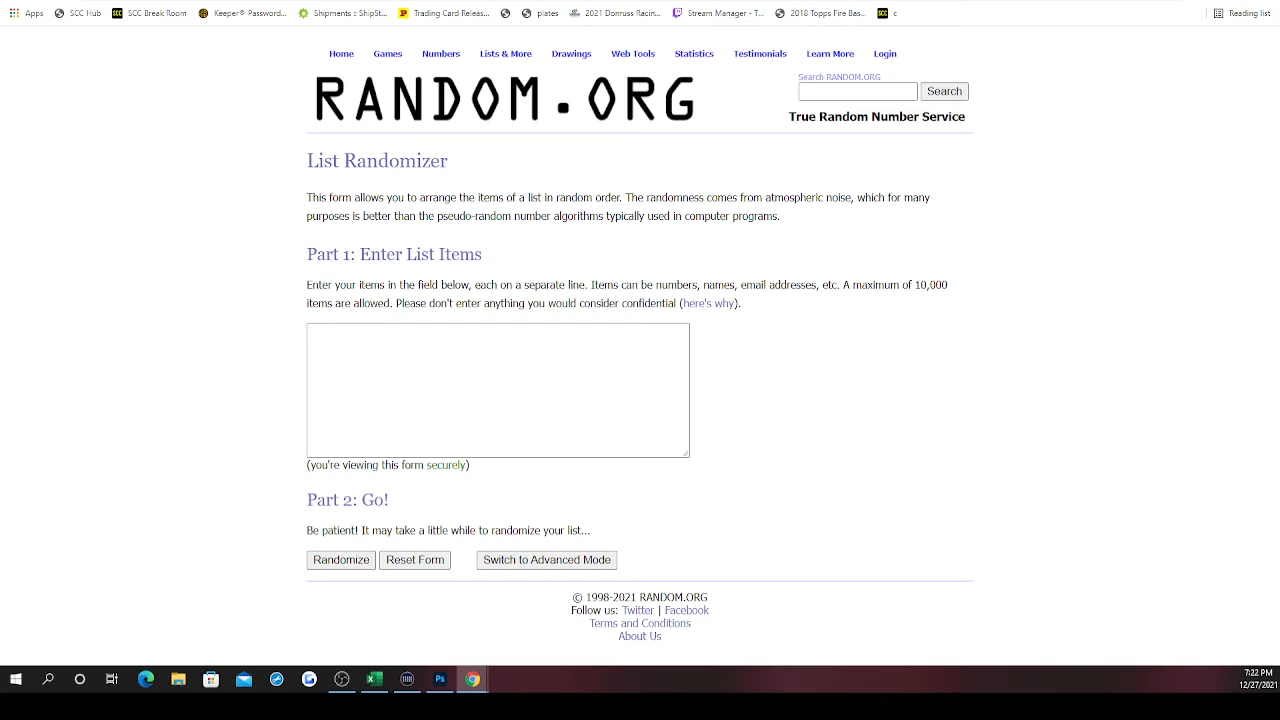 Apps SCC Hub SCC Break Room Keeper® Password... Shipments :: ShipSt... Trading Card Releas... plates 2021 Donruss Racin... Stream Manager - T... 2018 Topps Fire Bas... SCC c Reading list
Home Games Numbers Lists & More Drawings Web Tools Statistics Testimonials Learn More Login
RANDOM.ORG
Search RANDOM.ORG
Search
True Random Number Service
List Randomizer
This form allows you to arrange the items of a list in random order. The randomness comes from atmospheric noise, which for many
purposes is better than the pseudo-random number algorithms typically used in computer programs.
Part 1: Enter List Items
Enter your items in the field below, each on a separate line. Items can be numbers, names, email addresses, etc. A maximum of 10,000
items are allowed. Please don't enter anything you would consider confidential (here's why).
(you're viewing this form securely)
Part 2: Go!
Be patient! It may take a little while to randomize your list...
Randomize Reset Form Switch to Advanced Mode
© 1998-2021 RANDOM.ORG
Follow us: Twitter | Facebook
Terms and Conditions
About Us
7:22 PM
12/27/2021